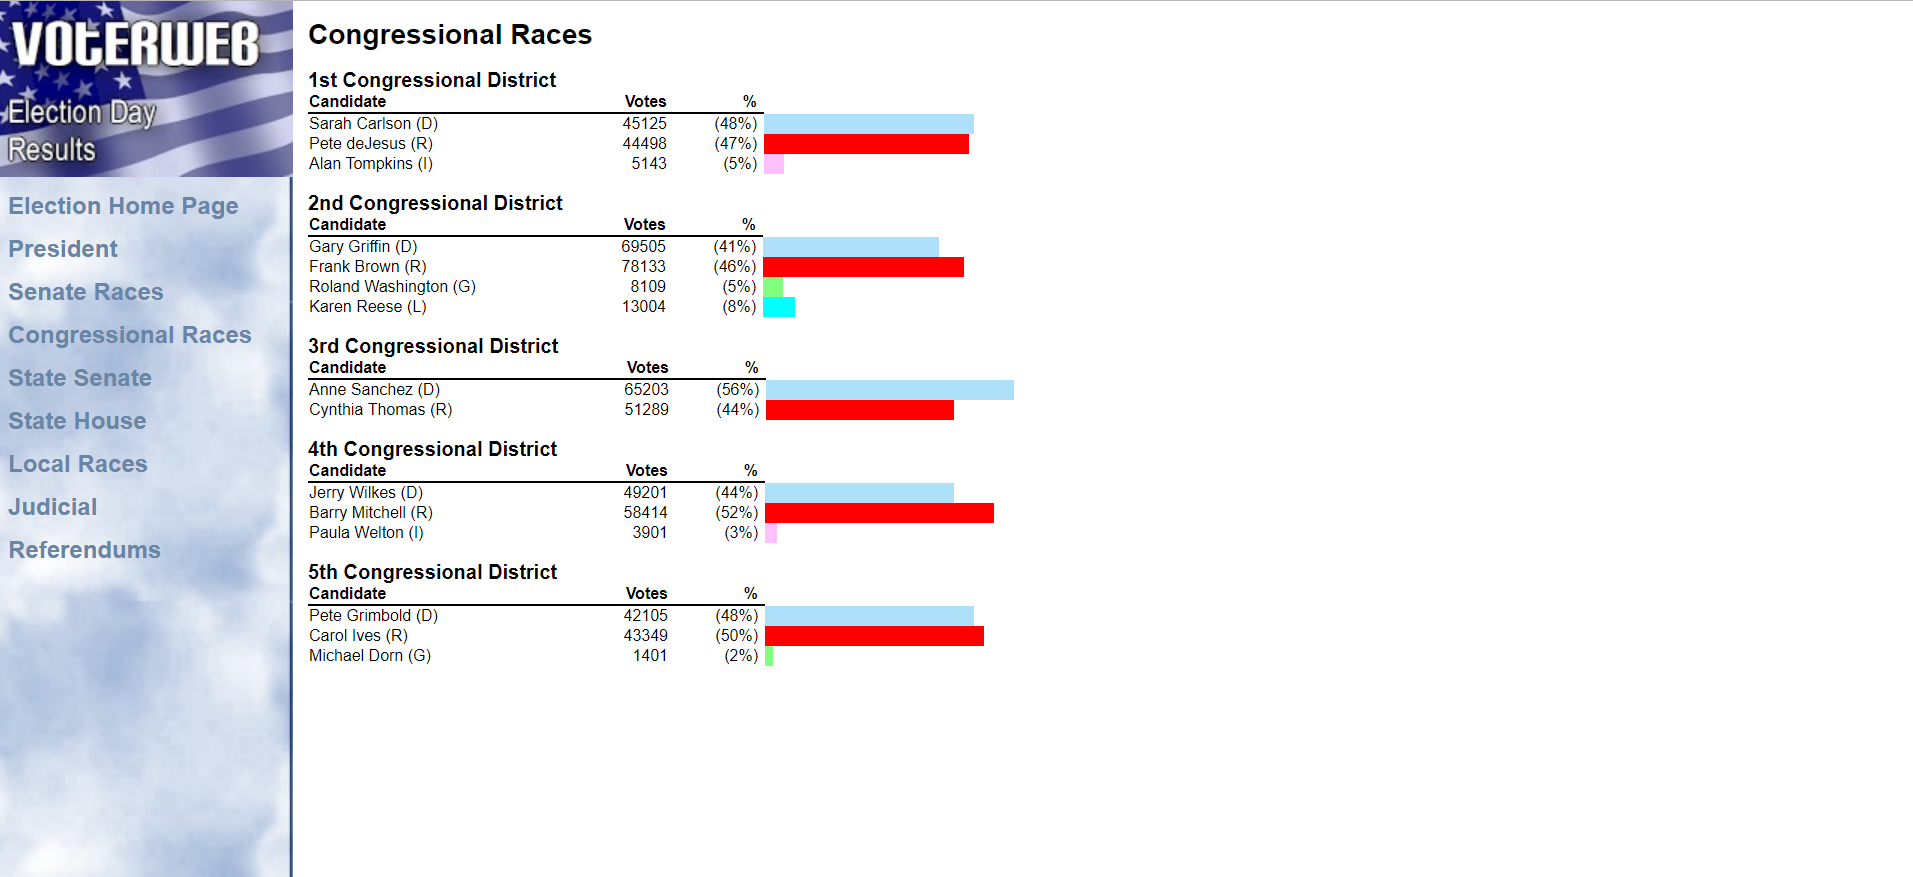 VOTERWEB
Election Day
Results
Election Home Page
President
Senate Races
Congressional Races
State Senate
State House
Local Races
Judicial
Referendums
Congressional Races
1st Congressional District
Candidate Votes %
Sarah Carlson (D) 45125 (48%)
Pete deJesus (R) 44498 (47%)
Alan Tompkins (I) 5143 (5%)
2nd Congressional District
Candidate Votes %
Gary Griffin (D) 69505 (41%)
Frank Brown (R) 78133 (46%)
Roland Washington (G) 8109 (5%)
Karen Reese (L) 13004 (8%)
3rd Congressional District
Candidate Votes %
Anne Sanchez (D) 65203 (56%)
Cynthia Thomas (R) 51289 (44%)
4th Congressional District
Candidate Votes %
Jerry Wilkes (D) 49201 (44%)
Barry Mitchell (R) 58414 (52%)
Paula Welton (I) 3901 (3%)
5th Congressional District
Candidate Votes %
Pete Grimbold (D) 42105 (48%)
Carol Ives (R) 43349 (50%)
Michael Dorn (G) 1401 (2%)